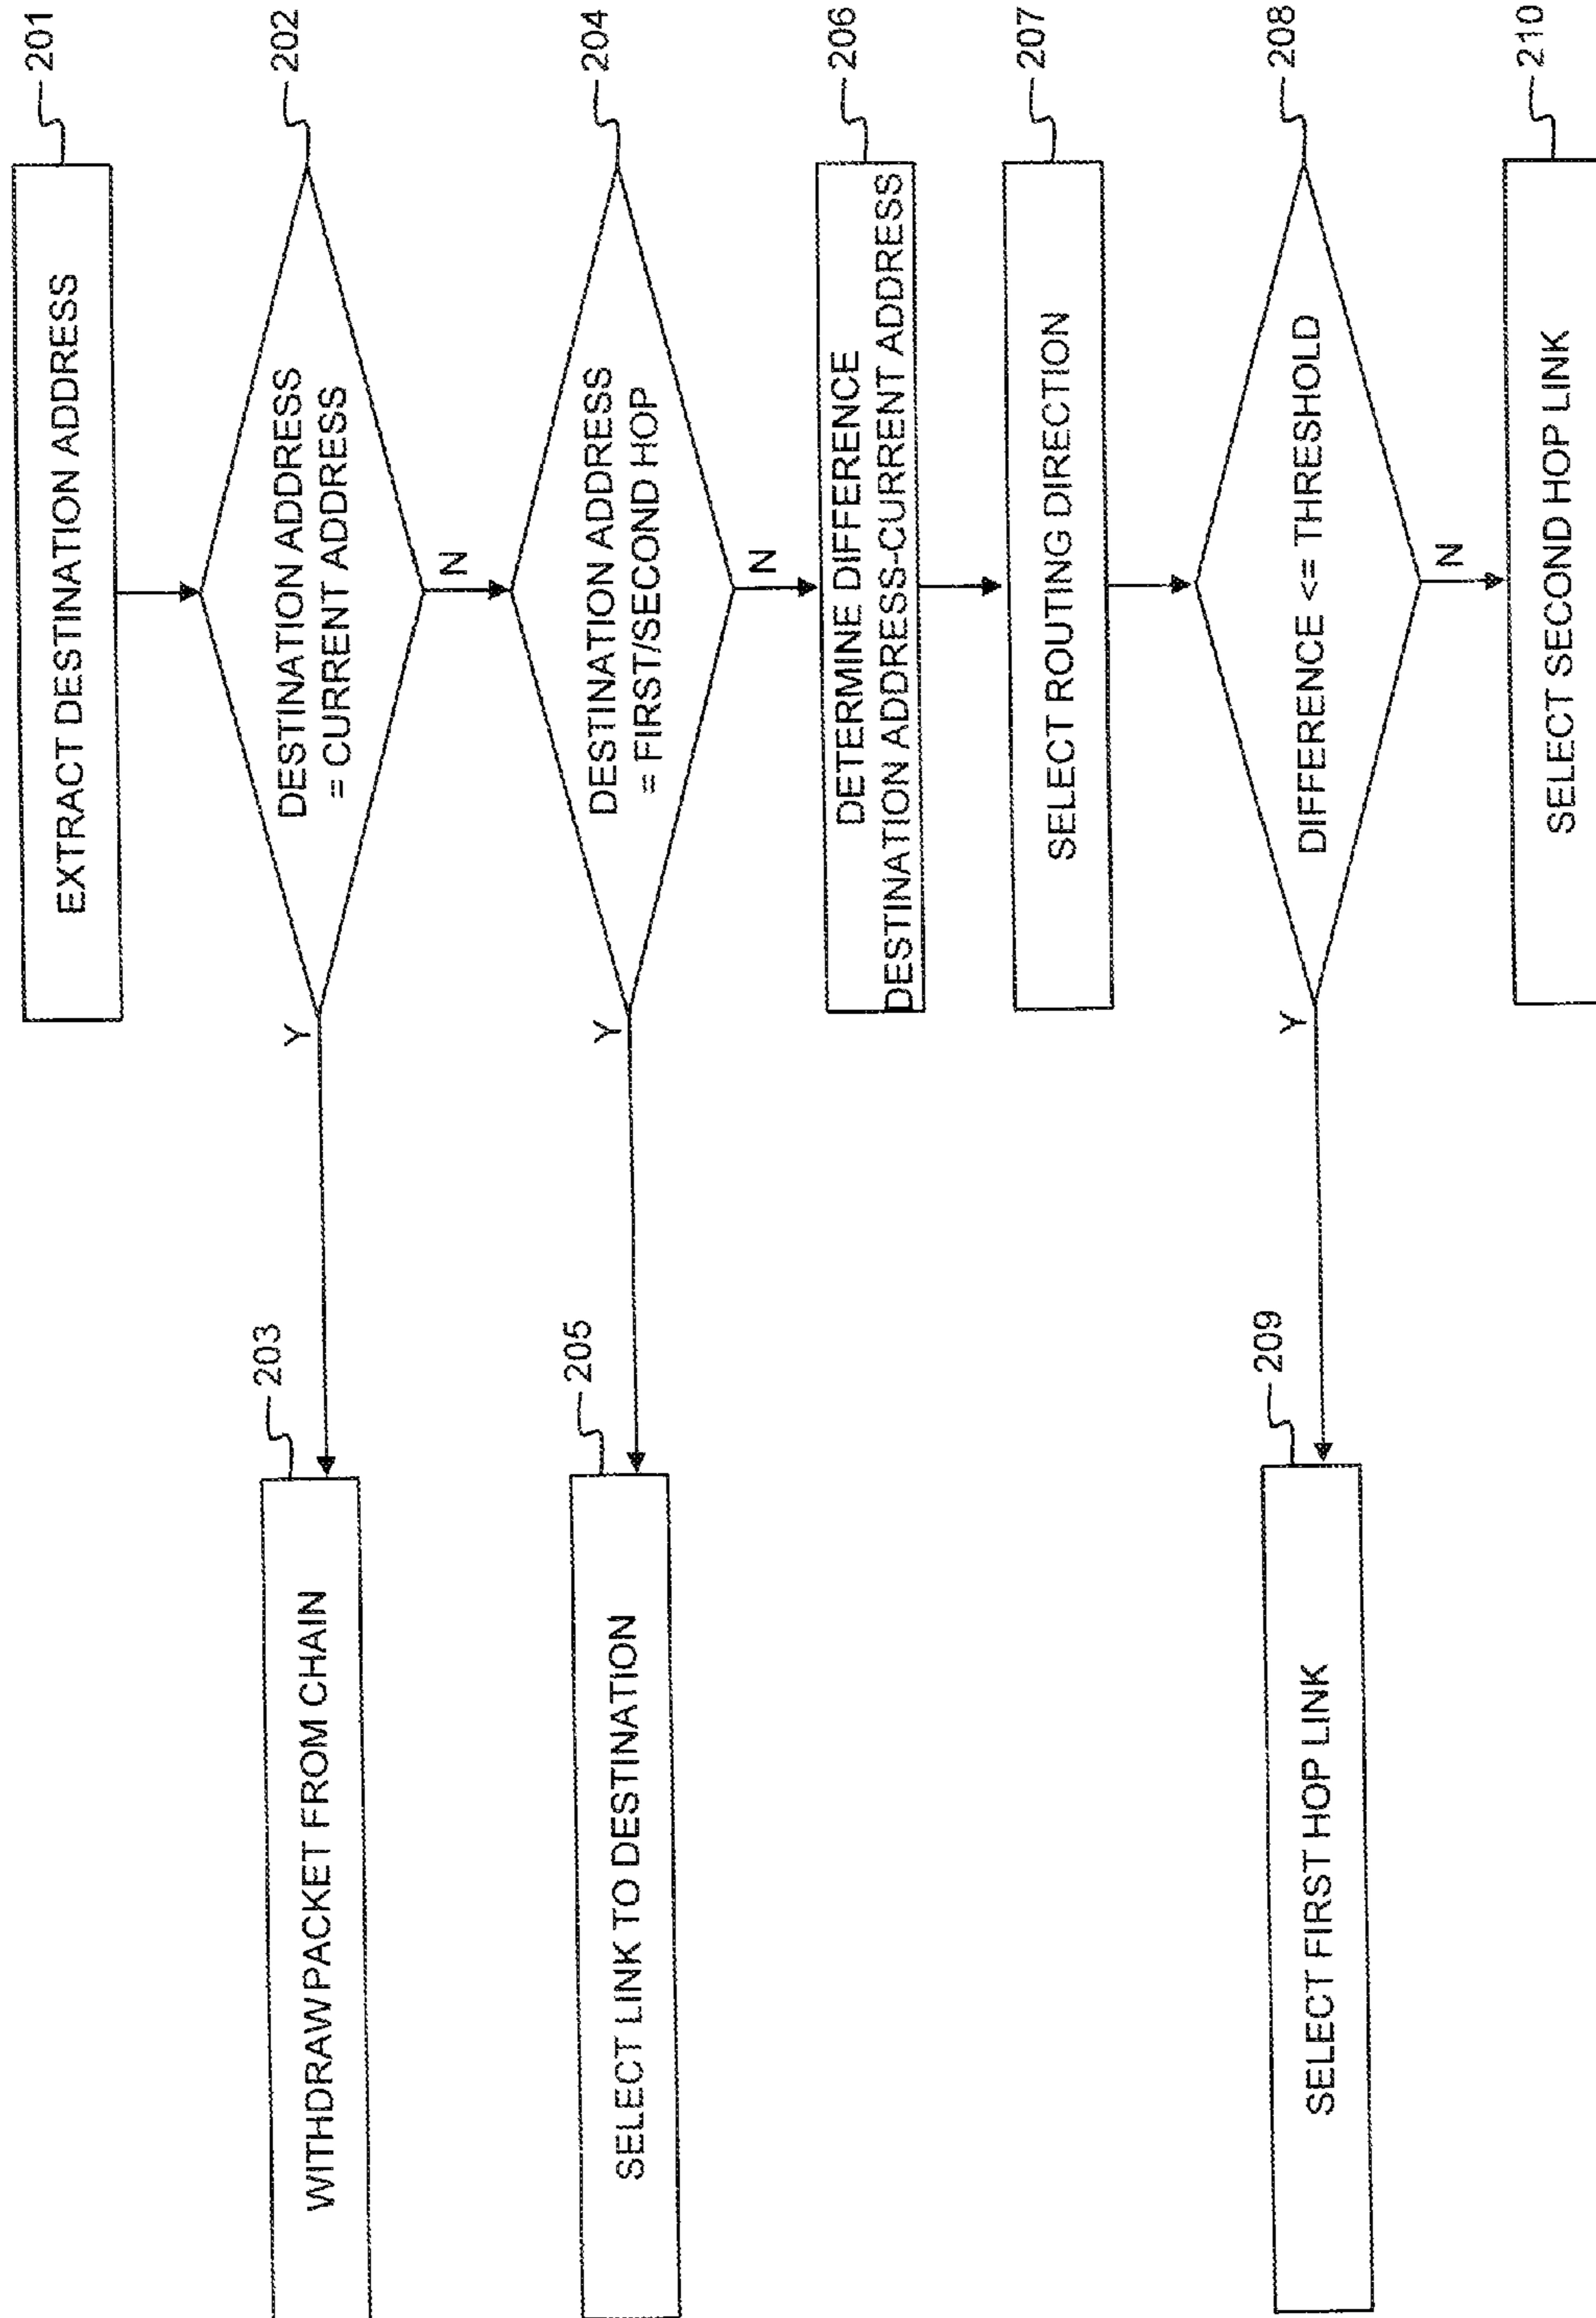 EXTRACT DESTINATION ADDRESS
201
DESTINATION ADDRESS
= CURRENT ADDRESS
202
Y
N
203
WITHDRAW PACKET FROM CHAIN
DESTINATION ADDRESS
= FIRST/SECOND HOP
204
Y
N
205
SELECT LINK TO DESTINATION
DETERMINE DIFFERENCE
DESTINATION ADDRESS-CURRENT ADDRESS
206
SELECT ROUTING DIRECTION
207
DIFFERENCE <= THRESHOLD
208
Y
N
209
SELECT FIRST HOP LINK
SELECT SECOND HOP LINK
210